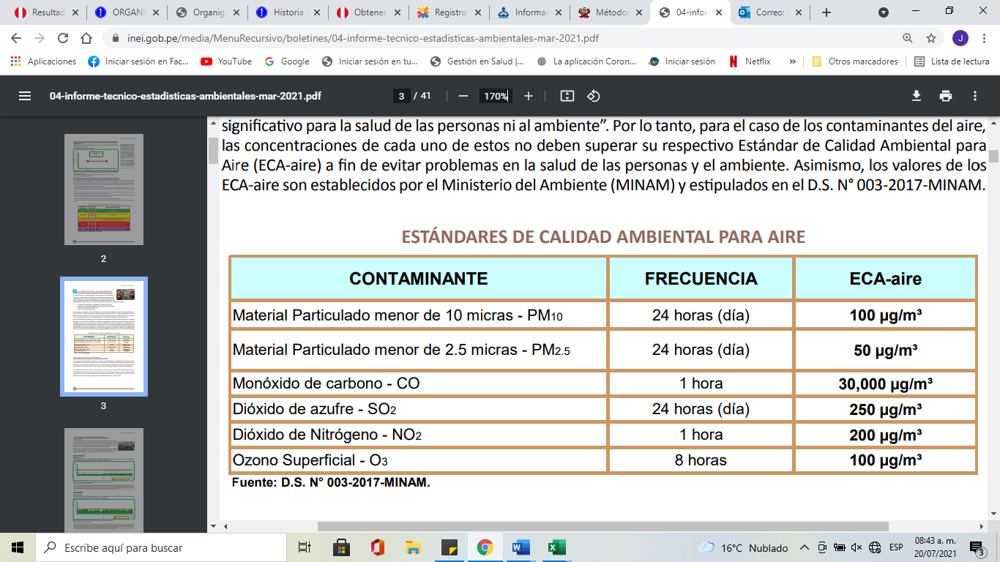 Resultad
ORGANI
Organigr
Historia
Obtener
Registro
Informac
Métodos
04-infor
Correo:
inei.gob.pe/media/MenuRecursivo/boletines/04-informe-tecnico-estadisticas-ambientales-mar-2021.pdf
J
Aplicaciones
Iniciar sesión en Fac...
YouTube
Google
Iniciar sesión en tu...
Gestión en Salud |...
La aplicación Coron...
Iniciar sesión
Netflix
»
Otros marcadores
Lista de lectura
04-informe-tecnico-estadisticas-ambientales-mar-2021.pdf
3 / 41
170%
2
3
significativo para la salud de las personas ni al ambiente”. Por lo tanto, para el caso de los contaminantes del aire,
las concentraciones de cada uno de estos no deben superar su respectivo Estándar de Calidad Ambiental para
Aire (ECA-aire) a fin de evitar problemas en la salud de las personas y el ambiente. Asimismo, los valores de los
ECA-aire son establecidos por el Ministerio del Ambiente (MINAM) y estipulados en el D.S. N° 003-2017-MINAM.
ESTÁNDARES DE CALIDAD AMBIENTAL PARA AIRE
CONTAMINANTE FRECUENCIA ECA-aire
Material Particulado menor de 10 micras - PM10 24 horas (día) 100 µg/m³
Material Particulado menor de 2.5 micras - PM2.5 24 horas (día) 50 µg/m³
Monóxido de carbono - CO 1 hora 30,000 µg/m³
Dióxido de azufre - SO2 24 horas (día) 250 µg/m³
Dióxido de Nitrógeno - NO2 1 hora 200 µg/m³
Ozono Superficial - O3 8 horas 100 µg/m³
Fuente: D.S. N° 003-2017-MINAM.
Escribe aquí para buscar
16°C Nublado
ESP
08:43 a. m.
20/07/2021
3